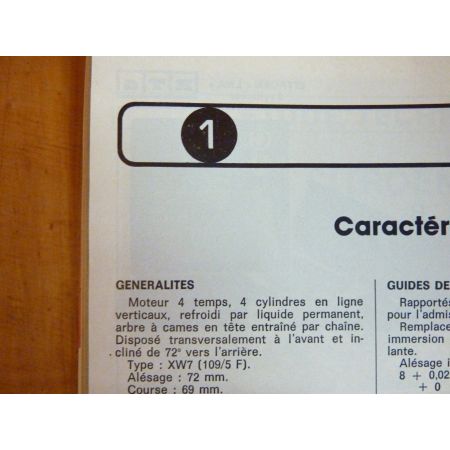 1
Caractér
GENERALITES
Moteur 4 temps, 4 cylindres en ligne
verticaux, refroidi par liquide permanent,
arbre à cames en tête entraîné par chaîne.
Disposé transversalement à l'avant et in-
cliné de 72° vers l'arrière.
Type : XW7 (109/5 F).
Alésage : 72 mm.
Course : 69 mm.
GUIDES DE
Rapportés
pour l'admis
Remplace
immersion
lante.
Alésage i
8 + 0,02
+ 0